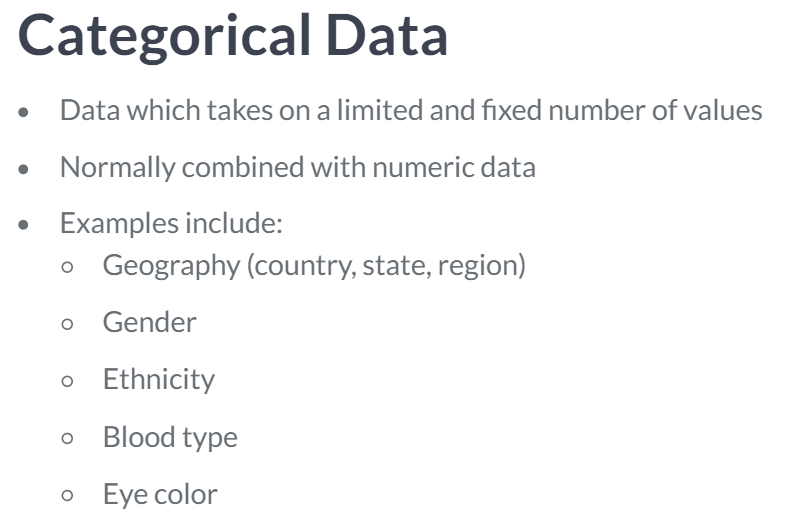 Categorical Data
• Data which takes on a limited and fixed number of values
• Normally combined with numeric data
• Examples include:
○ Geography (country, state, region)
○ Gender
○ Ethnicity
○ Blood type
○ Eye color